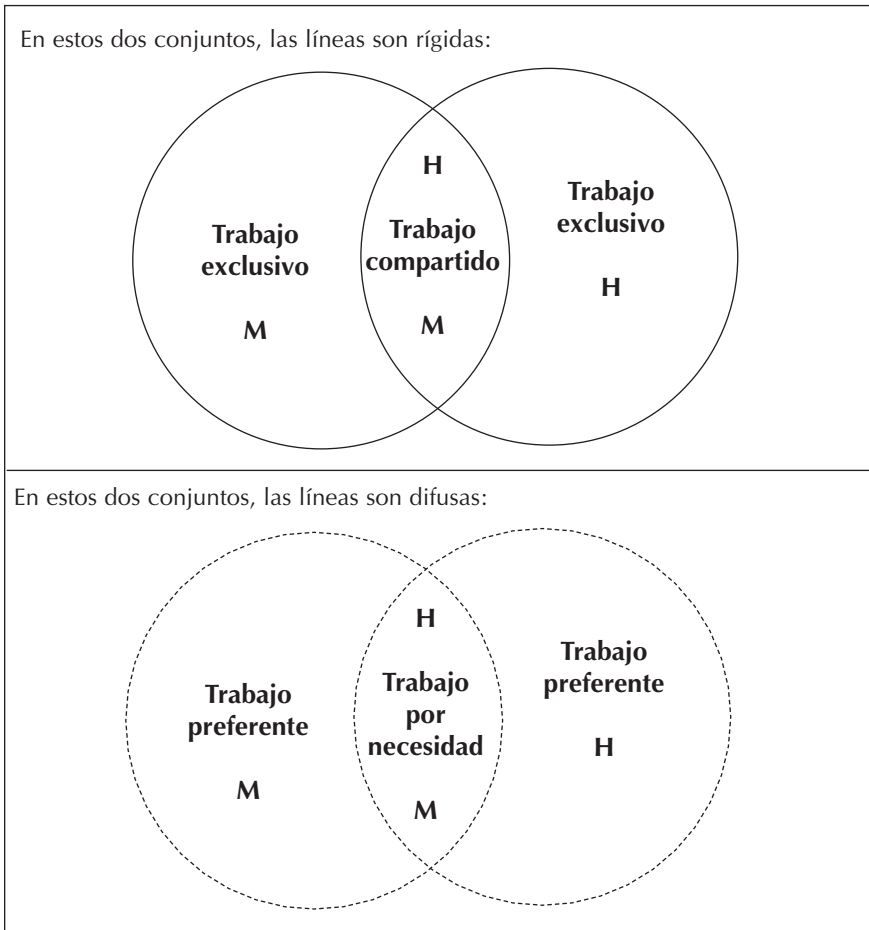 En estos dos conjuntos, las líneas son rígidas:
Trabajo
exclusivo
M
H
Trabajo
compartido
M
Trabajo
exclusivo
H
En estos dos conjuntos, las líneas son difusas:
Trabajo
preferente
M
H
Trabajo
por
necesidad
M
Trabajo
preferente
H